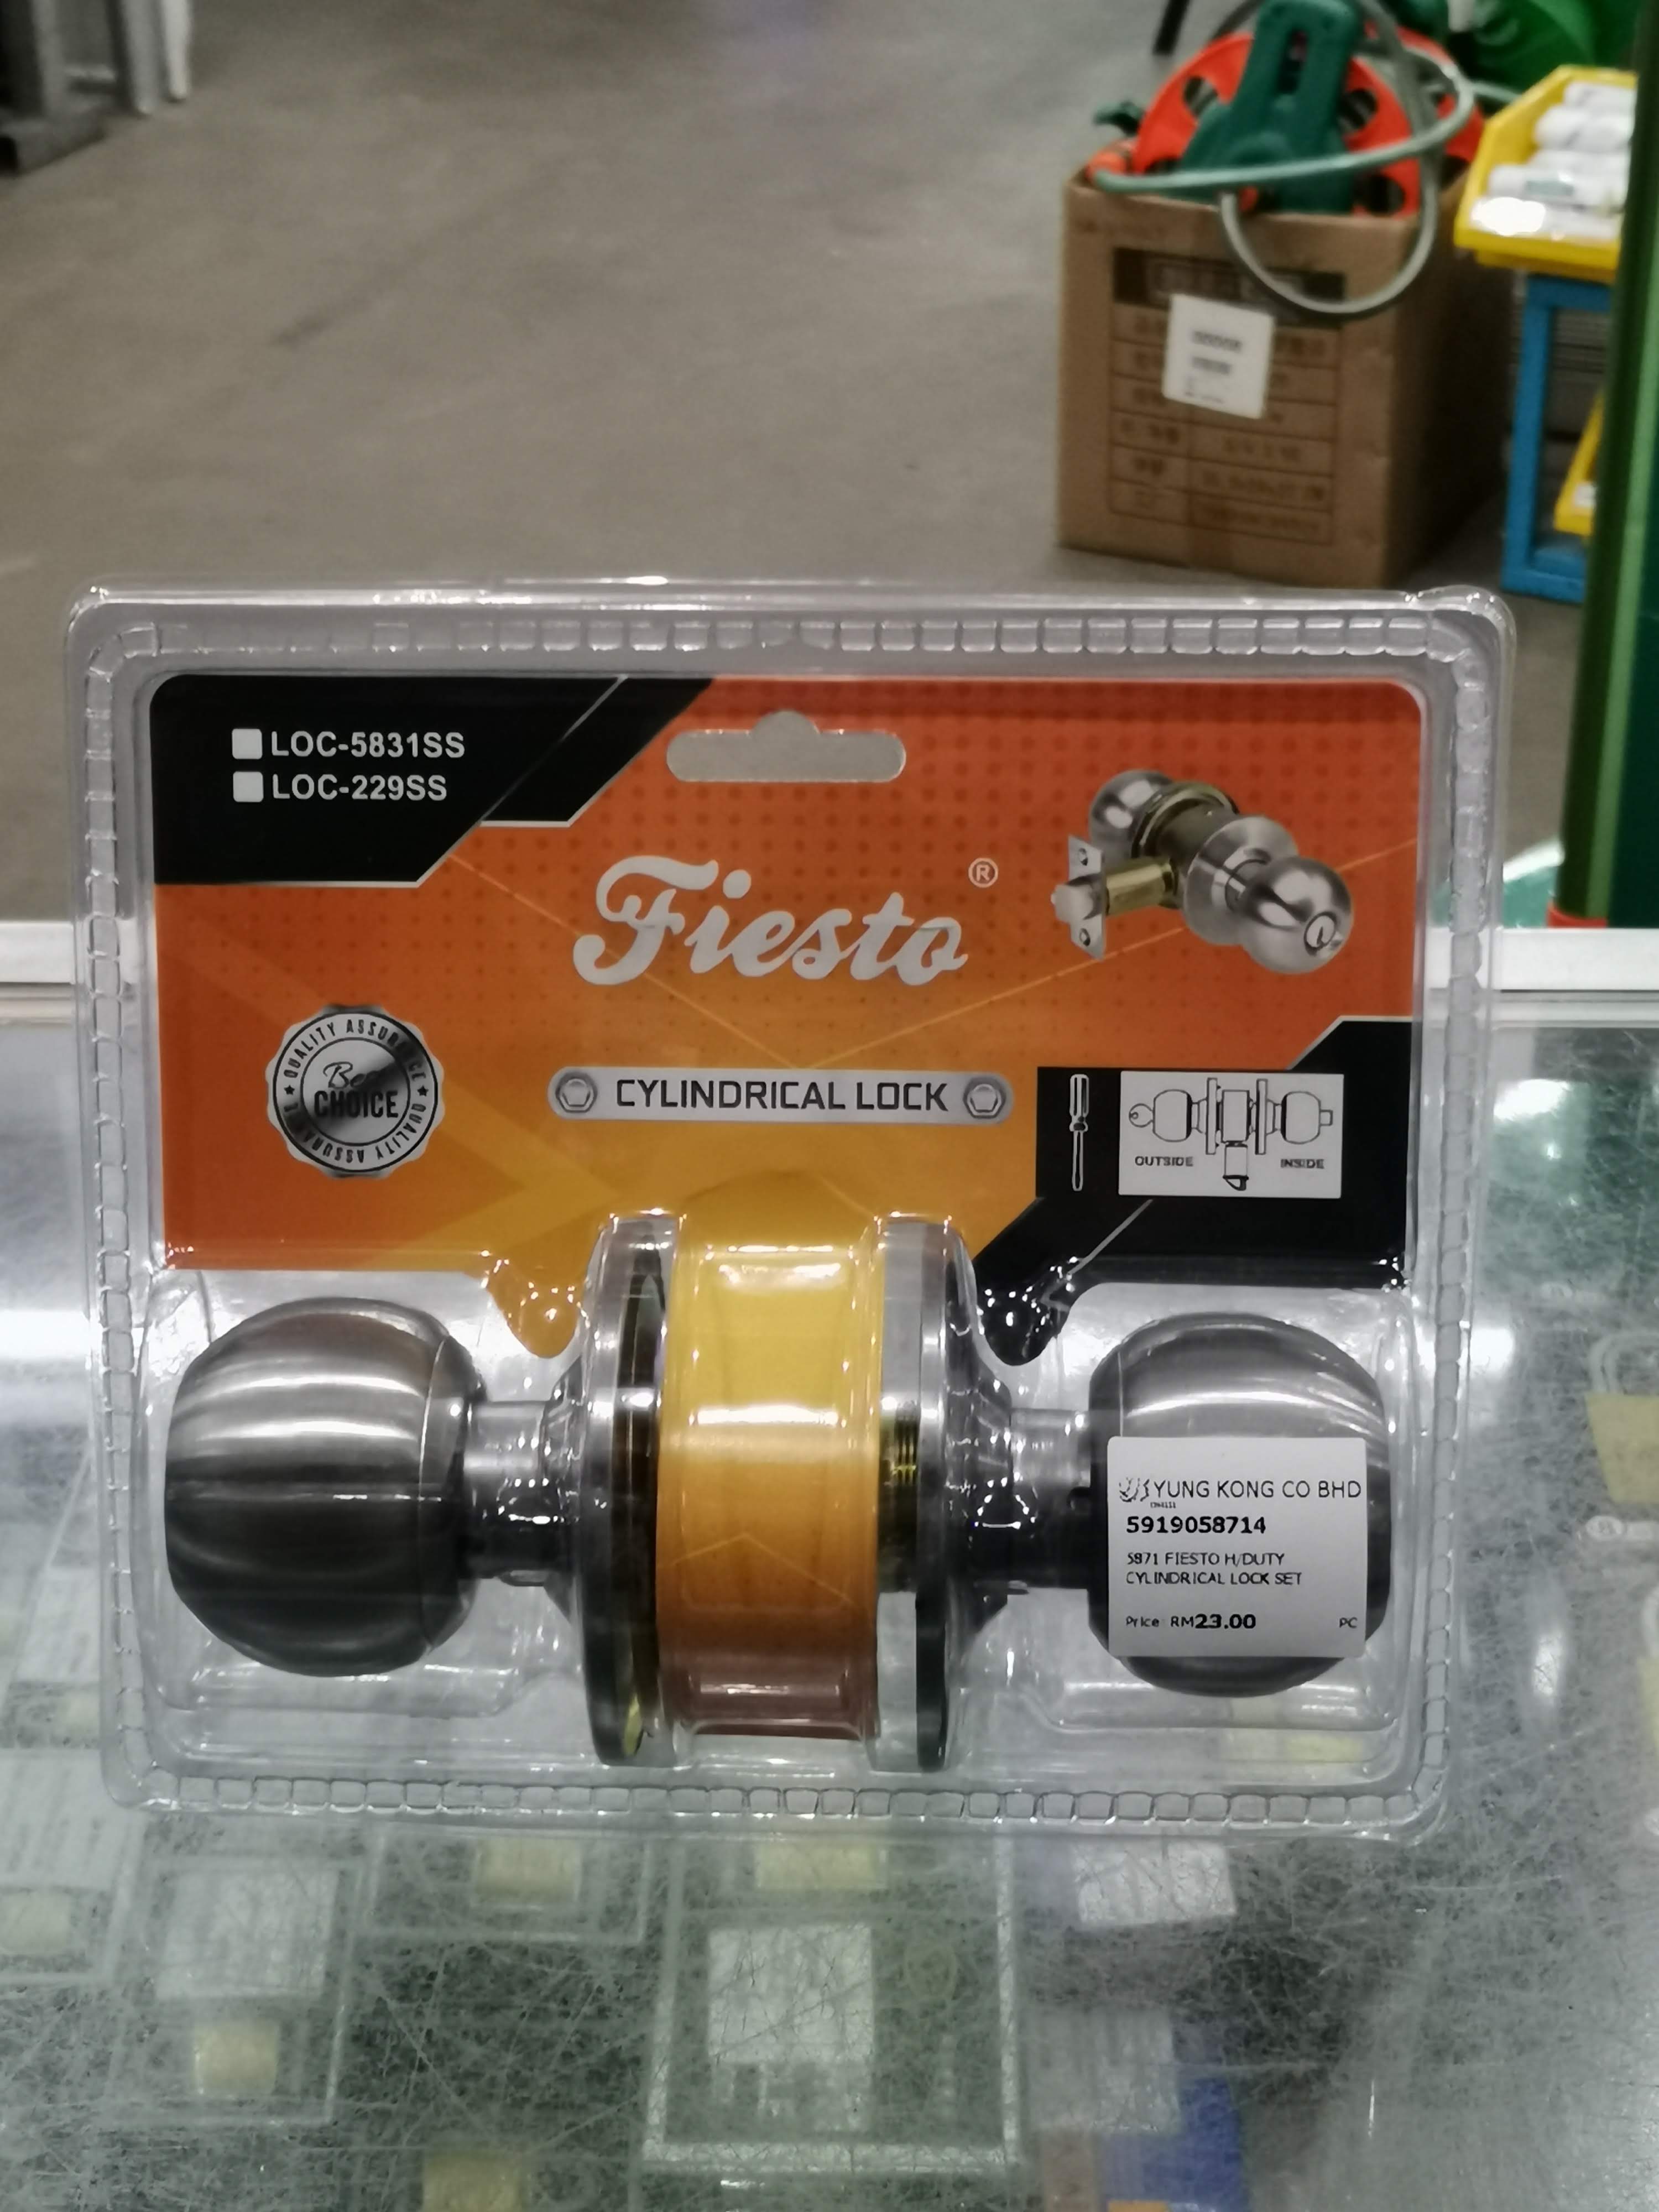 LOC-5831SS
LOC-229SS
Fiesto ®
QUALITY ASSURANCE
Best
CHOICE
QUALITY ASSURANCE
CYLINDRICAL LOCK
OUTSIDE INSIDE
YUNG KONG CO BHD
5919058714
5871 FIESTO H/DUTY
CYLINDRICAL LOCK SET
Price RM23.00 PC